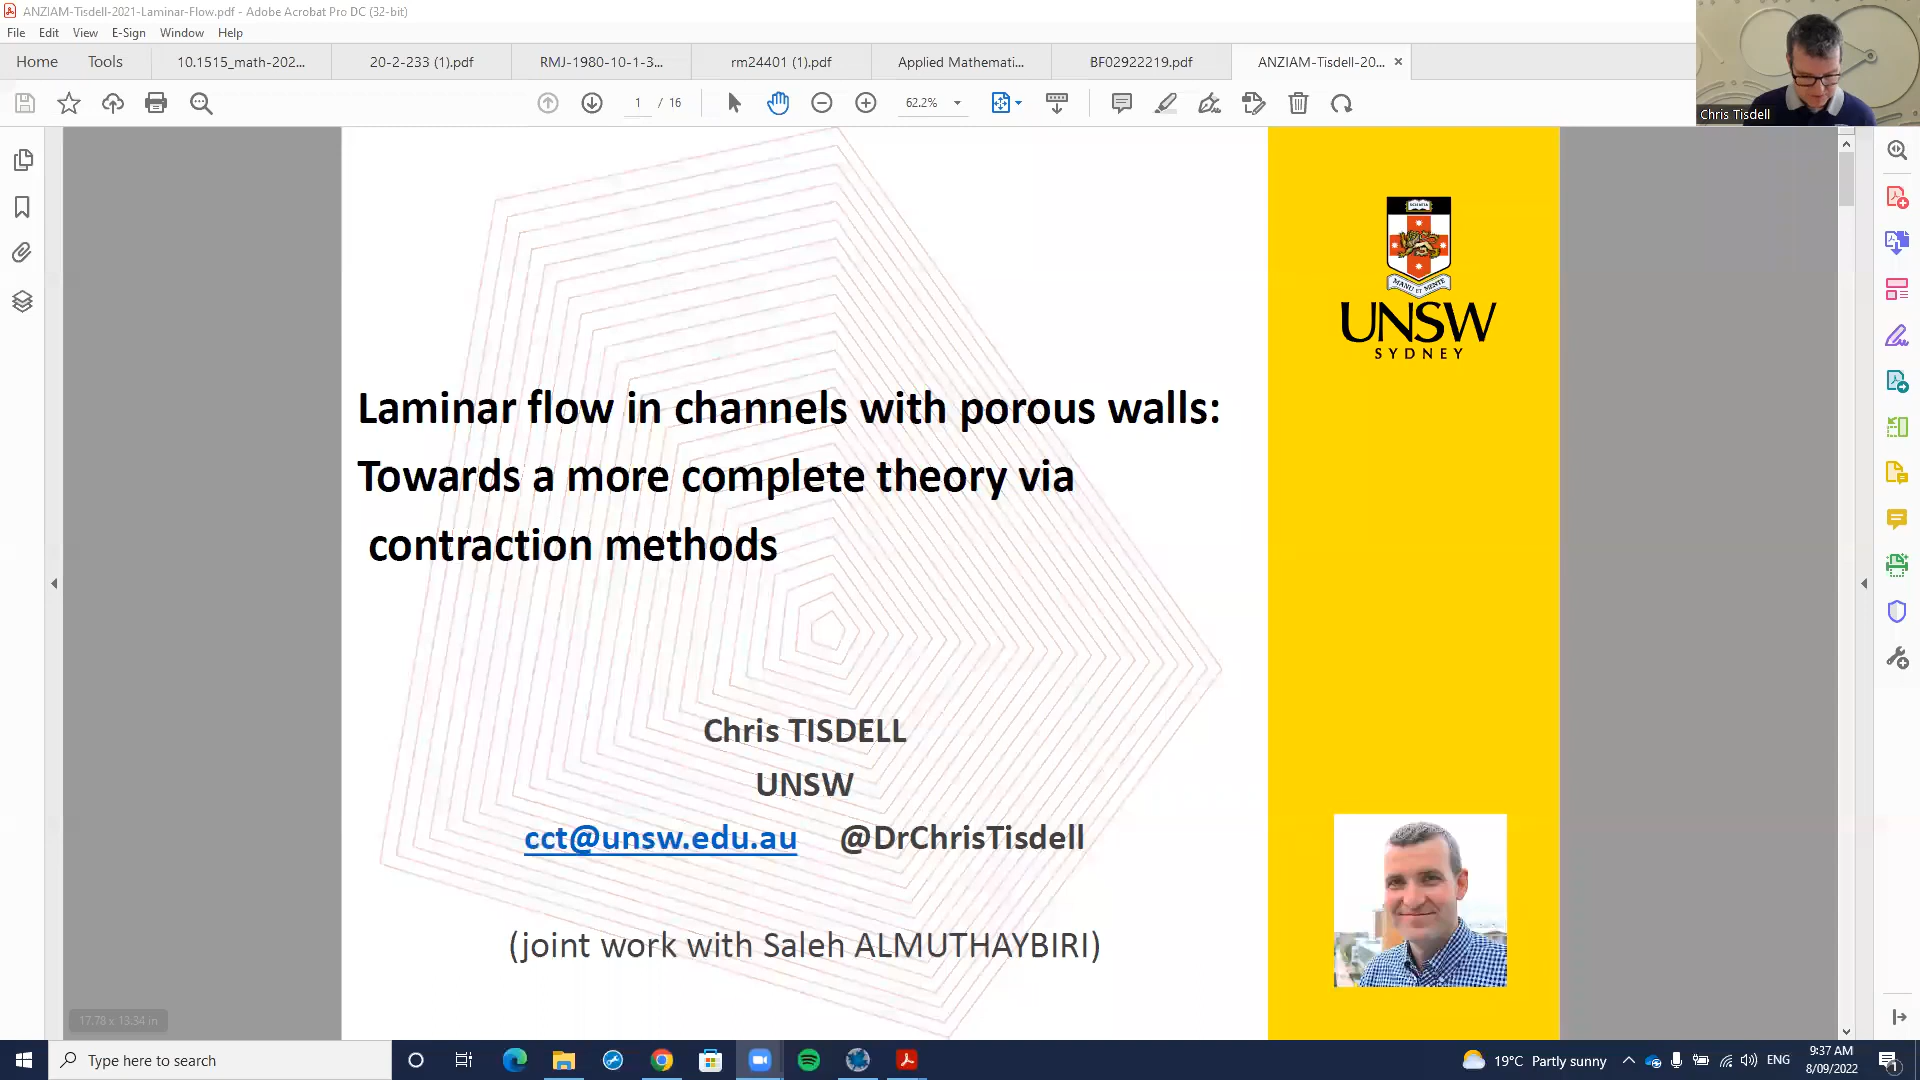 ANZIAM-Tisdell-2021-Laminar-Flow.pdf - Adobe Acrobat Pro DC (32-bit)
File Edit View E-Sign Window Help
Home Tools 10.1515_math-202... 20-2-233 (1).pdf RMJ-1980-10-1-3... rm24401 (1).pdf Applied Mathemati... BF02922219.pdf ANZIAM-Tisdell-20... ×
1 / 16 62.2%
Chris Tisdell
SCIENTIA
MANU ET MENTE
UNSW
SYDNEY
Laminar flow in channels with porous walls:
Towards a more complete theory via
contraction methods
Chris TISDELL
UNSW
cct@unsw.edu.au @DrChrisTisdell
(joint work with Saleh ALMUTHAYBIRI)
17.78 x 13.34 in
Type here to search
19°C Partly sunny
ENG
9:37 AM
8/09/2022
1